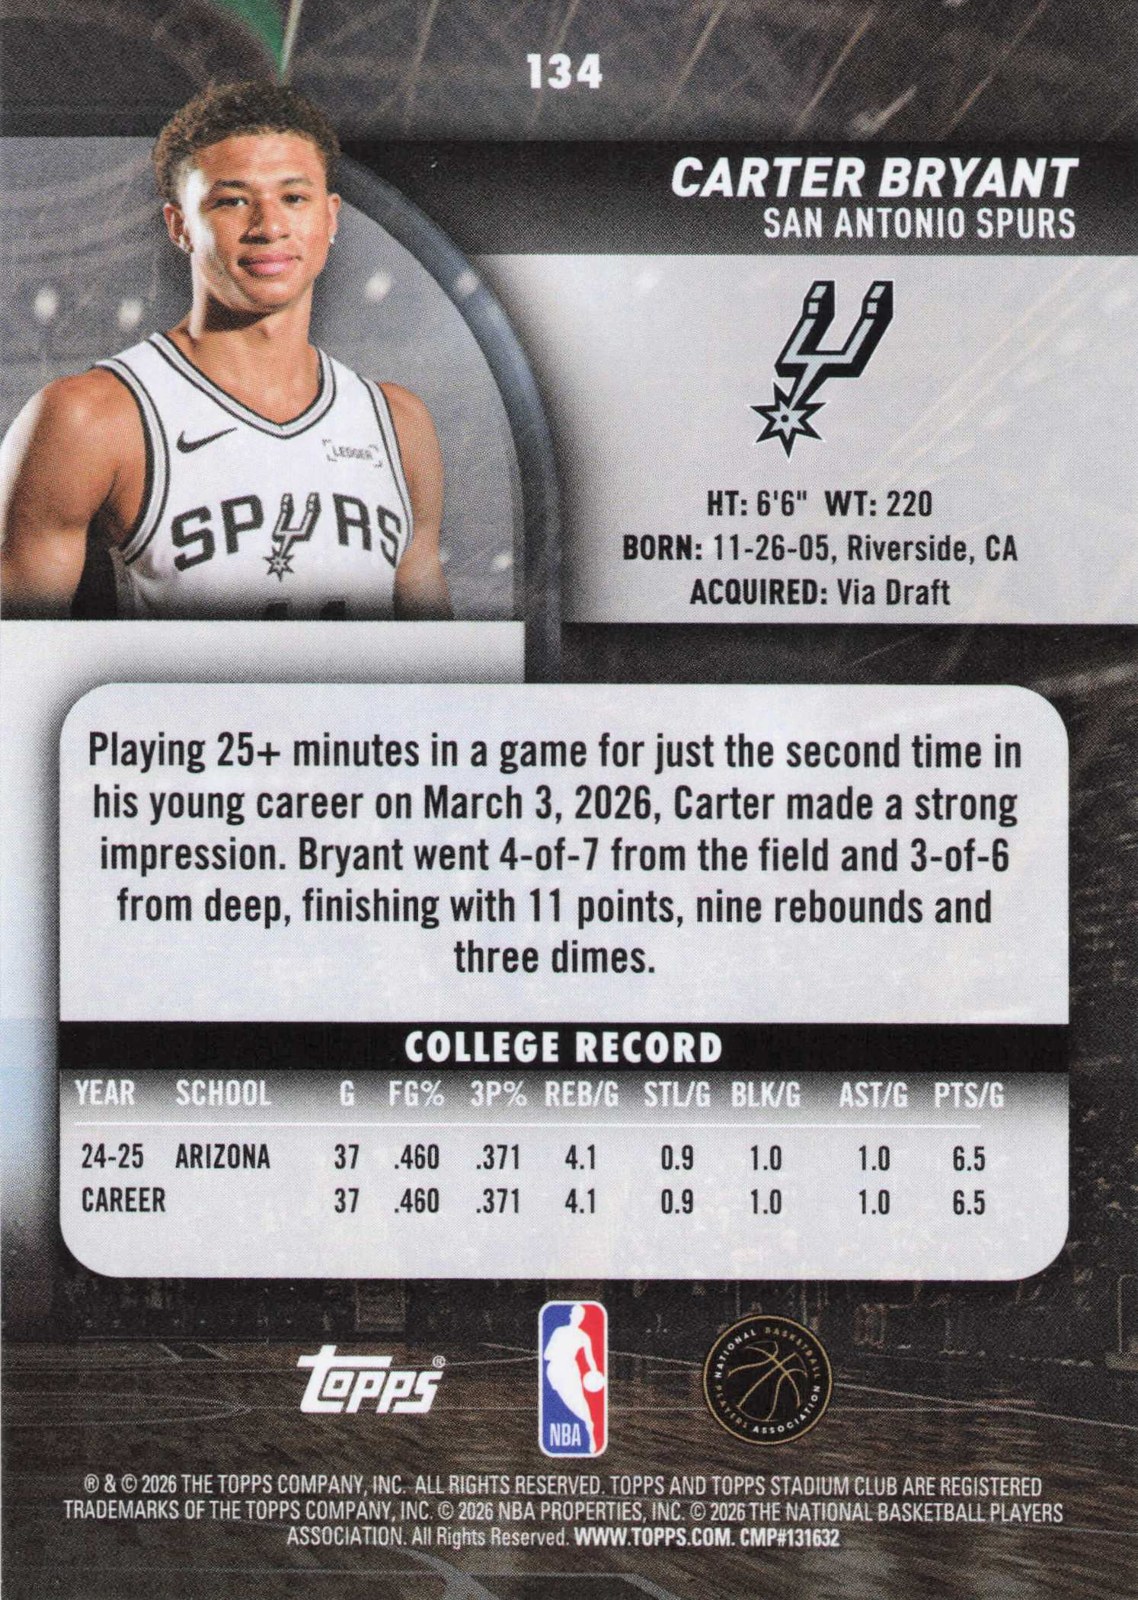 134
CARTER BRYANT
SAN ANTONIO SPURS
LEDGER
SPURS
HT: 6'6" WT: 220
BORN: 11-26-05, Riverside, CA
ACQUIRED: Via Draft
Playing 25+ minutes in a game for just the second time in
his young career on March 3, 2026, Carter made a strong
impression. Bryant went 4-of-7 from the field and 3-of-6
from deep, finishing with 11 points, nine rebounds and
three dimes.
COLLEGE RECORD
YEAR SCHOOL G FG% 3P% REB/G STL/G BLK/G AST/G PTS/G
24-25 ARIZONA 37 .460 .371 4.1 0.9 1.0 1.0 6.5
CAREER 37 .460 .371 4.1 0.9 1.0 1.0 6.5
topps®
NBA
NATIONAL BASKETBALL PLAYERS ASSOCIATION
® & © 2026 THE TOPPS COMPANY, INC. ALL RIGHTS RESERVED. TOPPS AND TOPPS STADIUM CLUB ARE REGISTERED
TRADEMARKS OF THE TOPPS COMPANY, INC. © 2026 NBA PROPERTIES, INC. © 2026 THE NATIONAL BASKETBALL PLAYERS
ASSOCIATION. All Rights Reserved. WWW.TOPPS.COM. CMP#131632